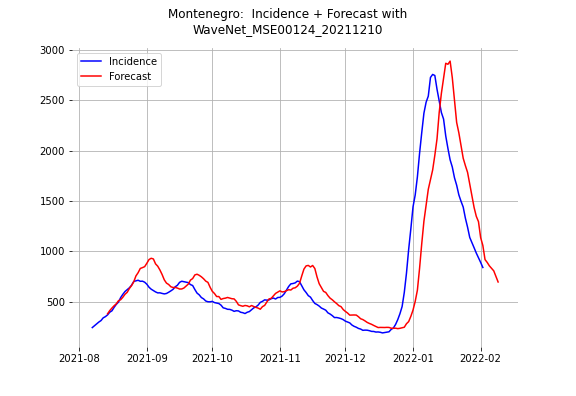 Montenegro:  Incidence + Forecast with
WaveNet_MSE00124_20211210
Incidence
Forecast
3000
2500
2000
1500
1000
500
2021-08 2021-09 2021-10 2021-11 2021-12 2022-01 2022-02